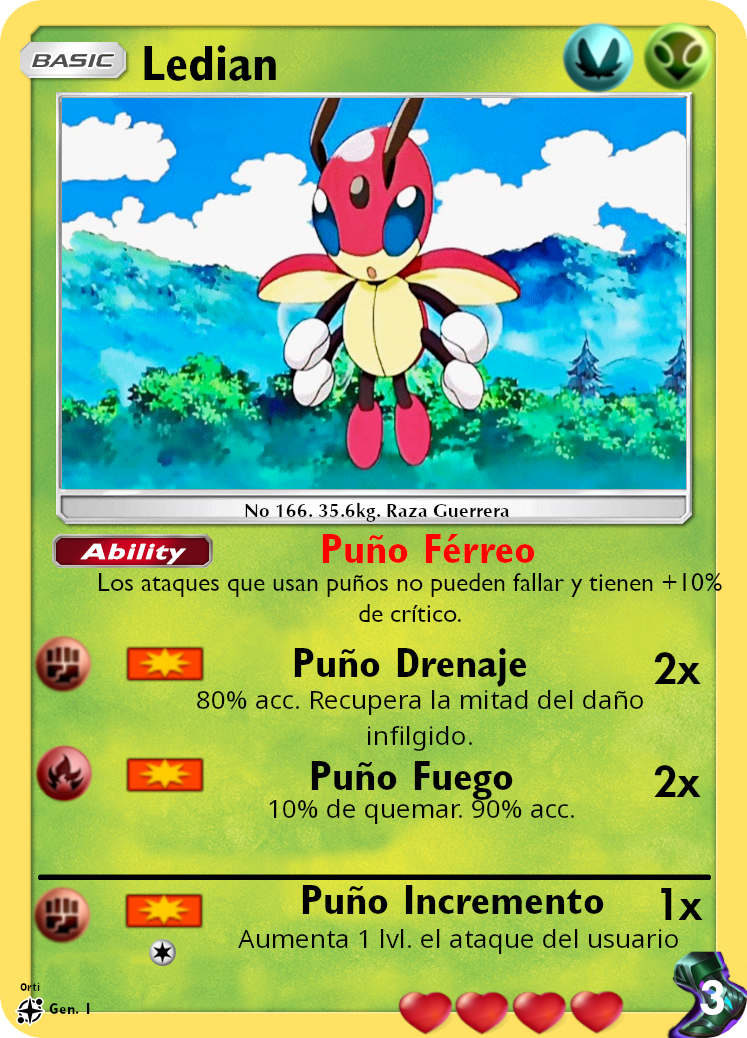 BASIC Ledian
No 166. 35.6kg. Raza Guerrera
Ability Puño Férreo
Los ataques que usan puños no pueden fallar y tienen +10%
de crítico.
Puño Drenaje 2x
80% acc. Recupera la mitad del daño
infilgido.
Puño Fuego 2x
10% de quemar. 90% acc.
Puño Incremento 1x
Aumenta 1 lvl. el ataque del usuario
Orti
Gen. 1
3